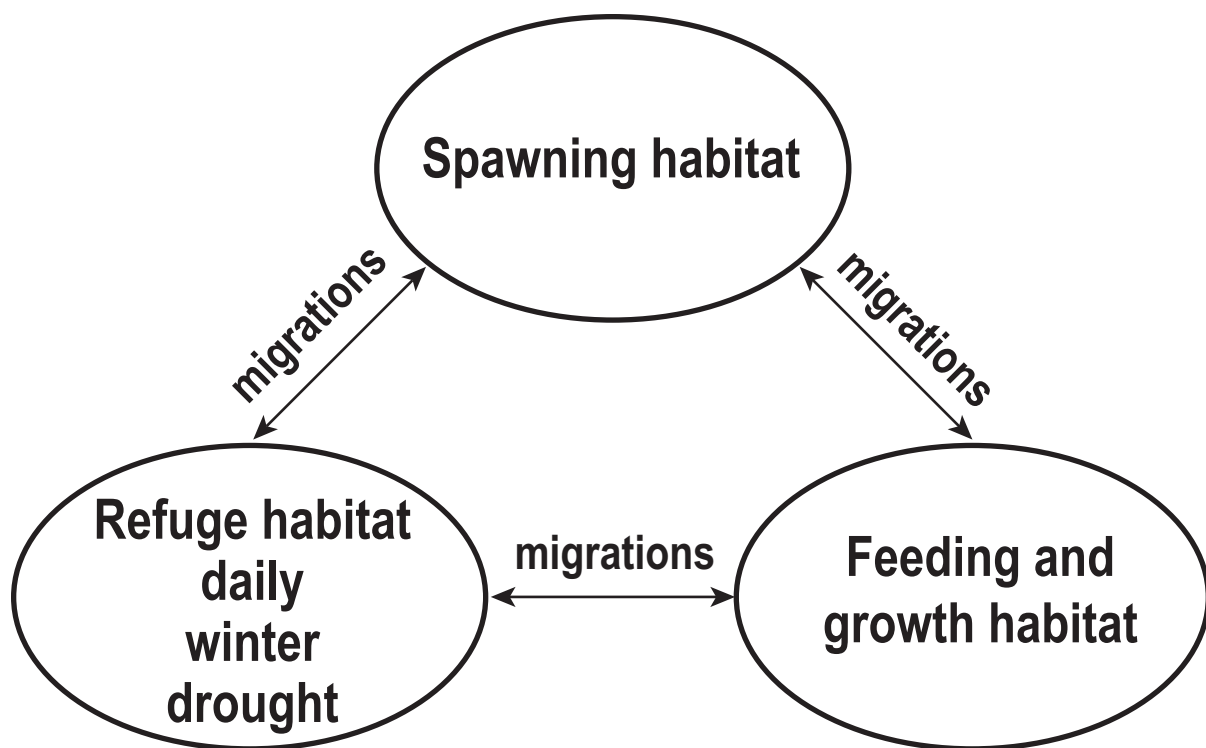 Spawning habitat
migrations
migrations
Refuge habitat
daily
winter
drought
migrations
Feeding and
growth habitat